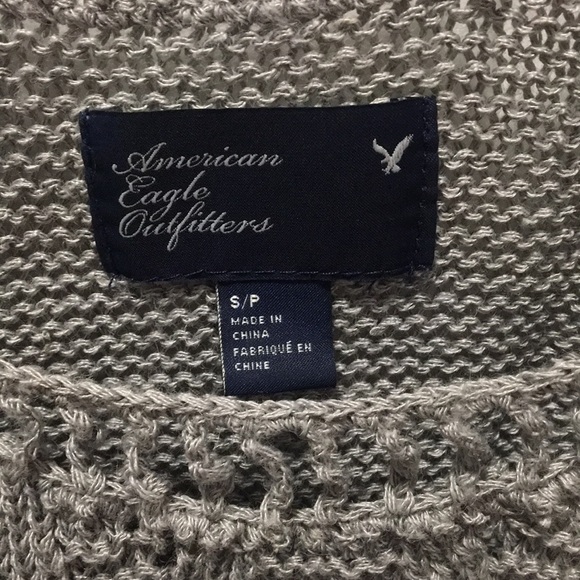 American
Eagle
Outfitters
S/P
MADE IN
CHINA
FABRIQUÉ EN
CHINE